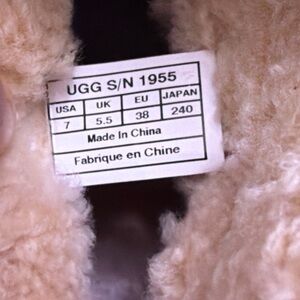 UGG S/N 1955
USA UK EU JAPAN
7 5.5 38 240
Made In China
Fabrique en Chine